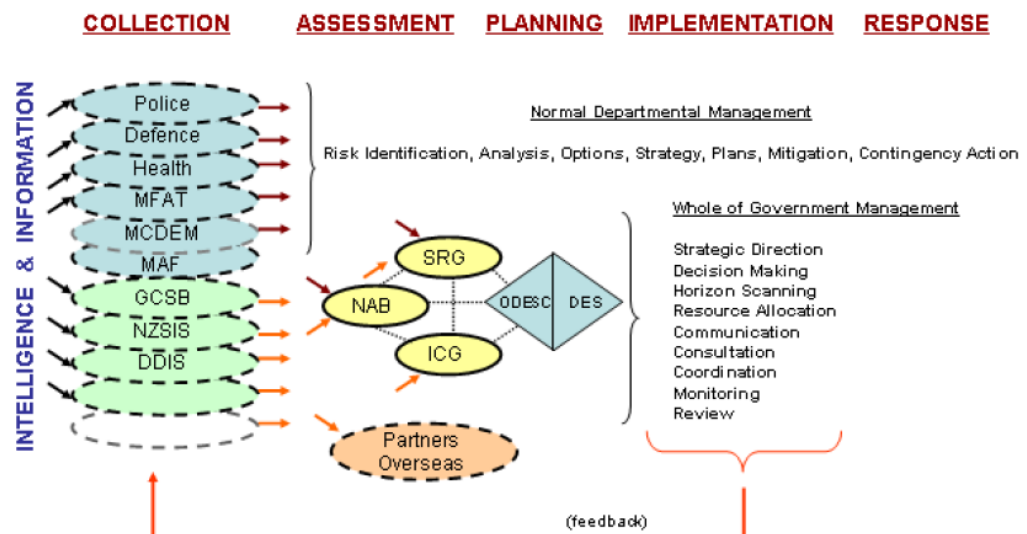 COLLECTION ASSESSMENT PLANNING IMPLEMENTATION RESPONSE
INTELLIGENCE & INFORMATION
Police
Defence
Health
MFAT
MCDEM
MAF
GCSB
NZSIS
DDIS
Normal Departmental Management
Risk Identification, Analysis, Options, Strategy, Plans, Mitigation, Contingency Action
SRG
NAB
ICG
ODESC
DES
Partners
Overseas
Whole of Government Management
Strategic Direction
Decision Making
Horizon Scanning
Resource Allocation
Communication
Consultation
Coordination
Monitoring
Review
(feedback)